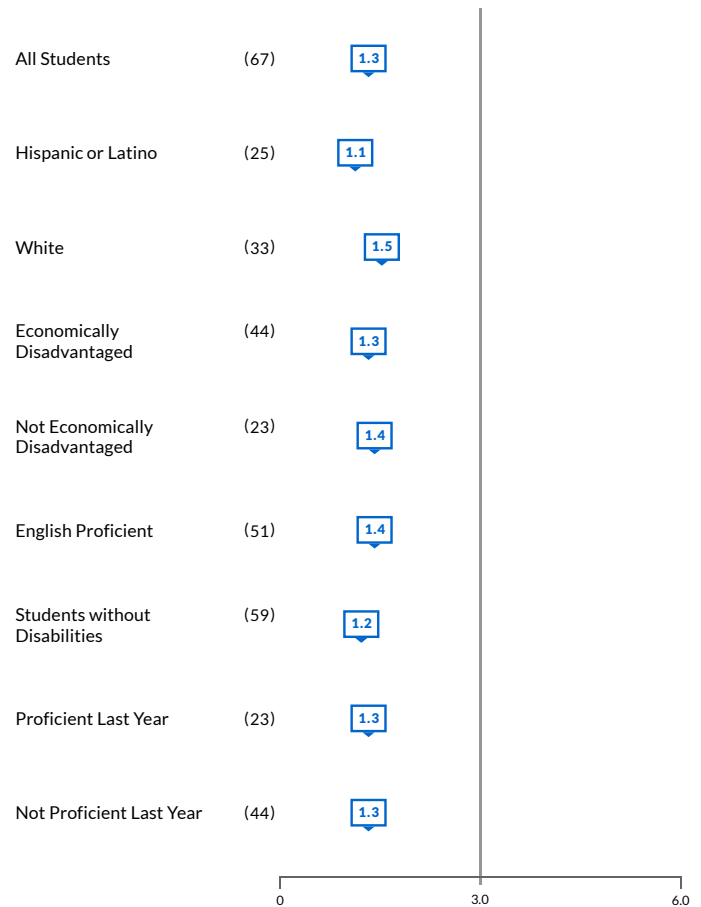 All Students (67) 1.3
Hispanic or Latino (25) 1.1
White (33) 1.5
Economically (44)
Disadvantaged 1.3
Not Economically (23)
Disadvantaged 1.4
English Proficient (51) 1.4
Students without (59)
Disabilities 1.2
Proficient Last Year (23) 1.3
Not Proficient Last Year (44) 1.3
0 3.0 6.0